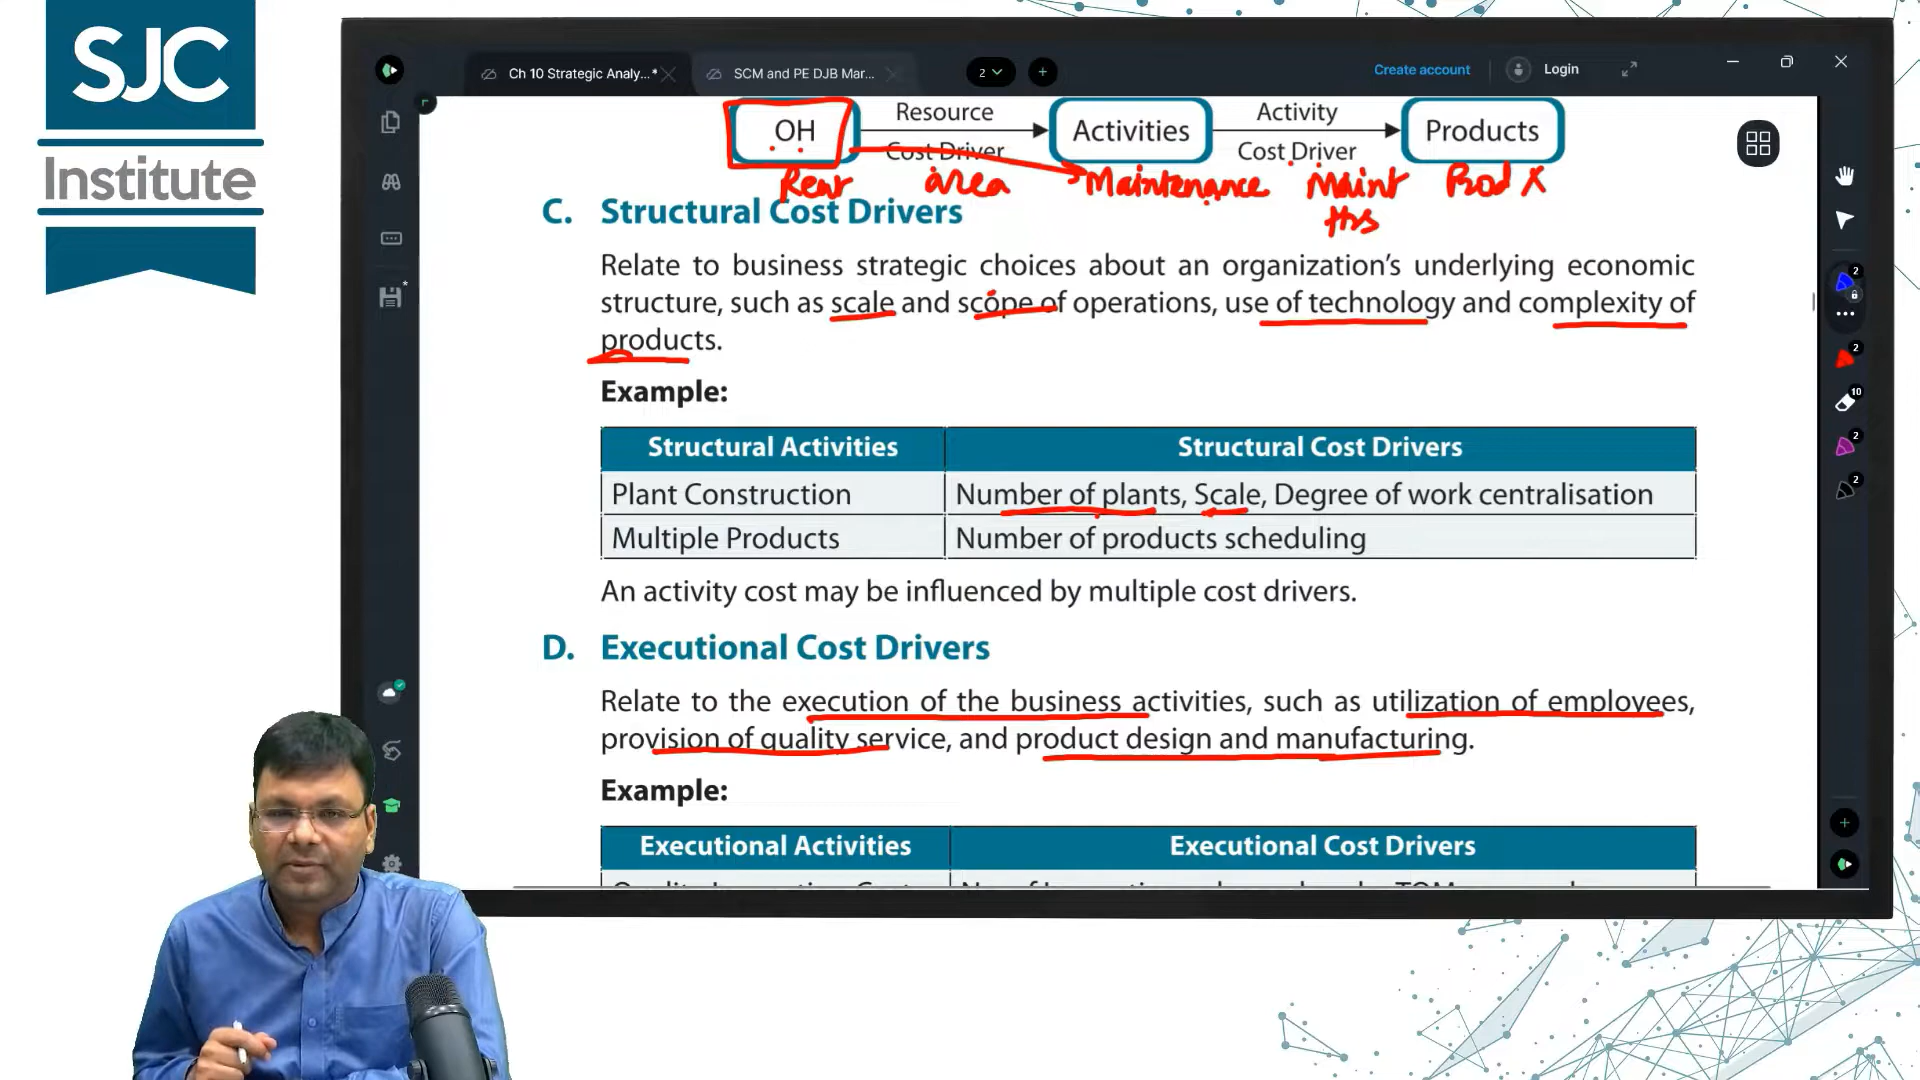 SJC
Institute
Ch 10 Strategic Analy...*
SCM and PE DJB Mar...
2
Create account
Login
OH
Resource
Cost Driver
Activities
Activity
Cost Driver
Products
Rent
area
Maintenance
Maint
Hrs
Prod X
C. Structural Cost Drivers
Relate to business strategic choices about an organization's underlying economic
structure, such as scale and scope of operations, use of technology and complexity of
products.
Example:
Structural Activities
Structural Cost Drivers
Plant Construction
Number of plants, Scale, Degree of work centralisation
Multiple Products
Number of products scheduling
An activity cost may be influenced by multiple cost drivers.
D. Executional Cost Drivers
Relate to the execution of the business activities, such as utilization of employees,
provision of quality service, and product design and manufacturing.
Example:
Executional Activities
Executional Cost Drivers
2
2
10
2
2